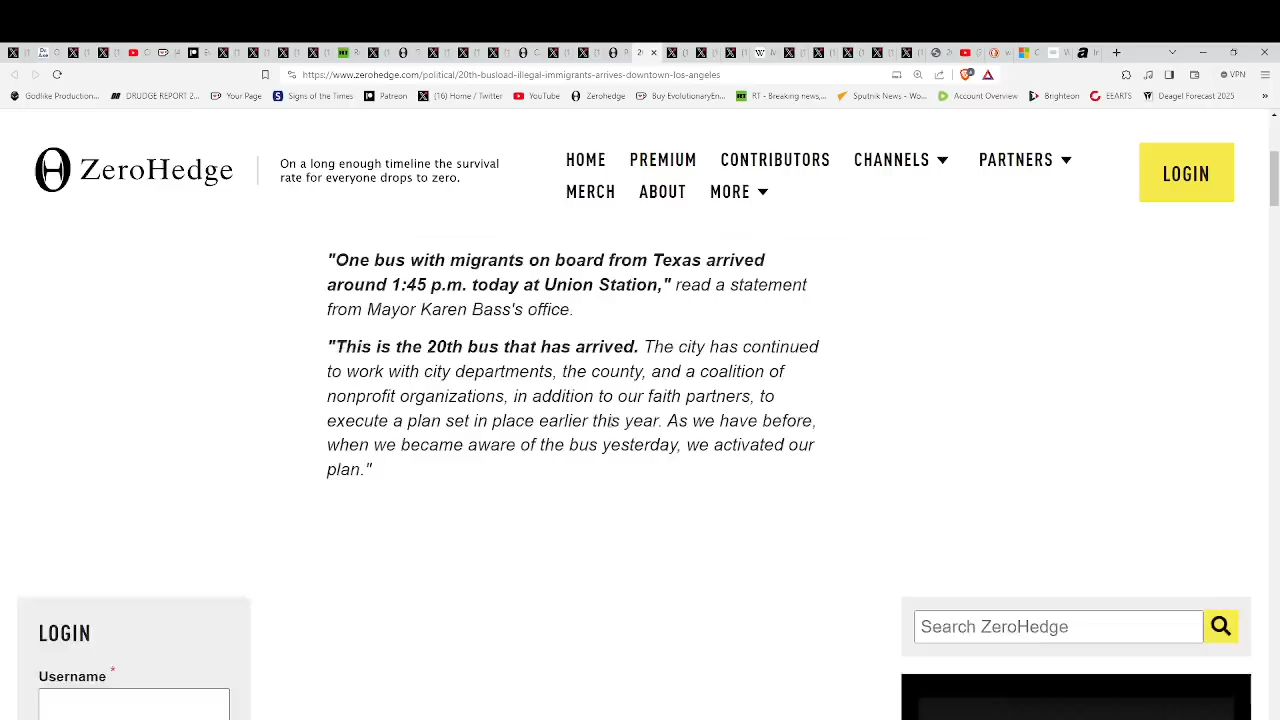 https://www.zerohedge.com/political/20th-busload-illegal-immigrants-arrives-downtown-los-angeles
VPN
Godlike Production...
DRUDGE REPORT 2...
Your Page
Signs of the Times
Patreon
(16) Home / Twitter
YouTube
Zerohedge
Buy EvolutionaryEn...
RT - Breaking news,...
Sputnik News - Wo...
Account Overview
Brighteon
EEARTS
Deagel Forecast 2025
ZeroHedge
On a long enough timeline the survival
rate for everyone drops to zero.
HOME PREMIUM CONTRIBUTORS CHANNELS PARTNERS
MERCH ABOUT MORE
LOGIN
"One bus with migrants on board from Texas arrived
around 1:45 p.m. today at Union Station," read a statement
from Mayor Karen Bass's office.
"This is the 20th bus that has arrived. The city has continued
to work with city departments, the county, and a coalition of
nonprofit organizations, in addition to our faith partners, to
execute a plan set in place earlier this year. As we have before,
when we became aware of the bus yesterday, we activated our
plan."
LOGIN
Username *
Search ZeroHedge